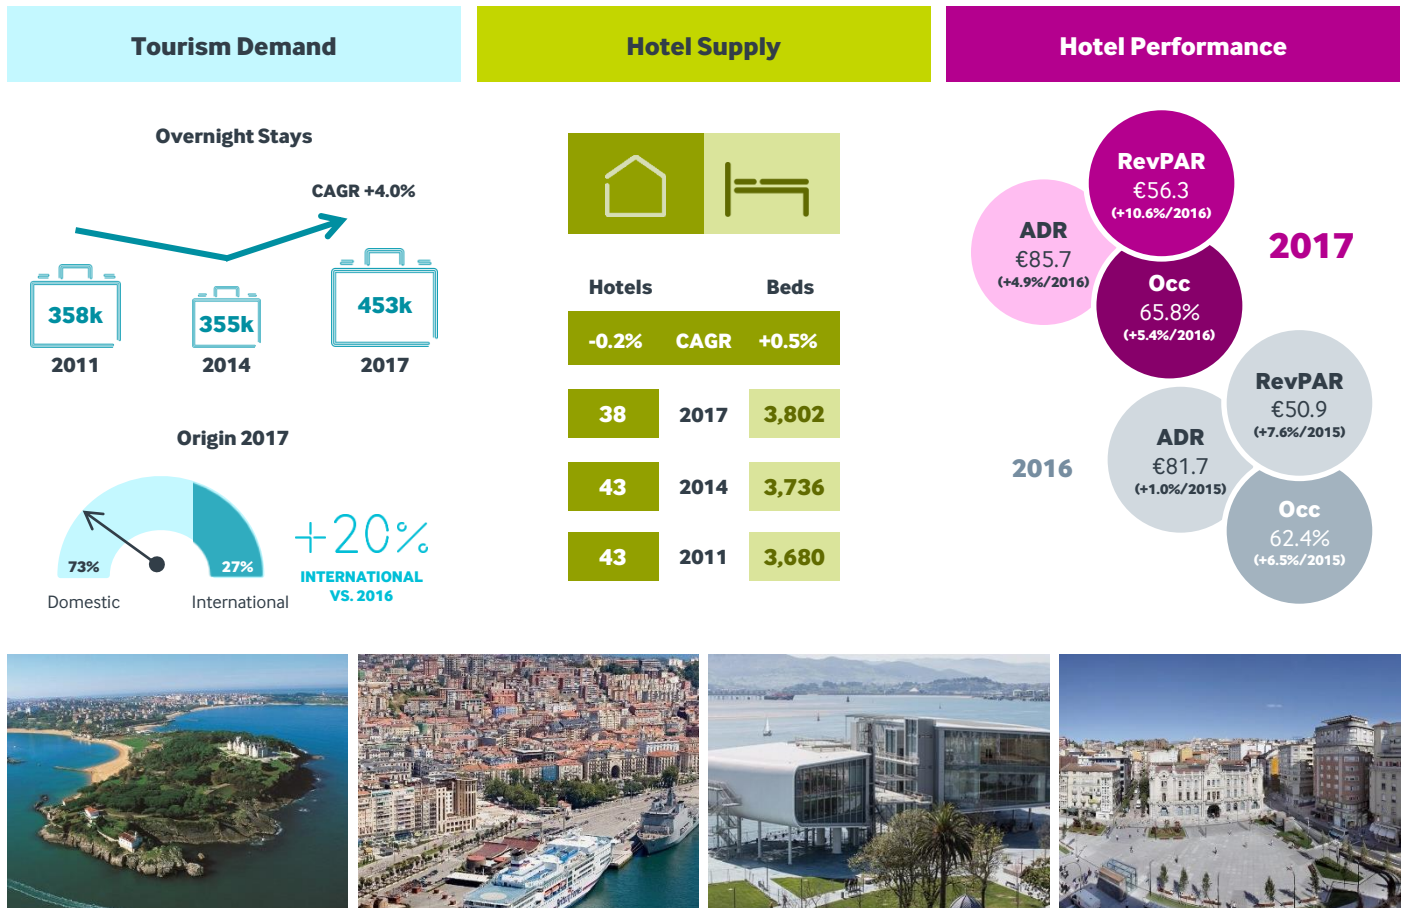 Tourism Demand
Overnight Stays
CAGR +4.0%
358k
355k
453k
2011
2014
2017
Origin 2017
73%
27%
Domestic
International
+20%
INTERNATIONAL
VS. 2016
Hotel Supply
Hotels Beds
-0.2% CAGR +0.5%
38 2017 3,802
43 2014 3,736
43 2011 3,680
Hotel Performance
2017
RevPAR
€56.3
(+10.6%/2016)
ADR
€85.7
(+4.9%/2016)
Occ
65.8%
(+5.4%/2016)
2016
RevPAR
€50.9
(+7.6%/2015)
ADR
€81.7
(+1.0%/2015)
Occ
62.4%
(+6.5%/2015)